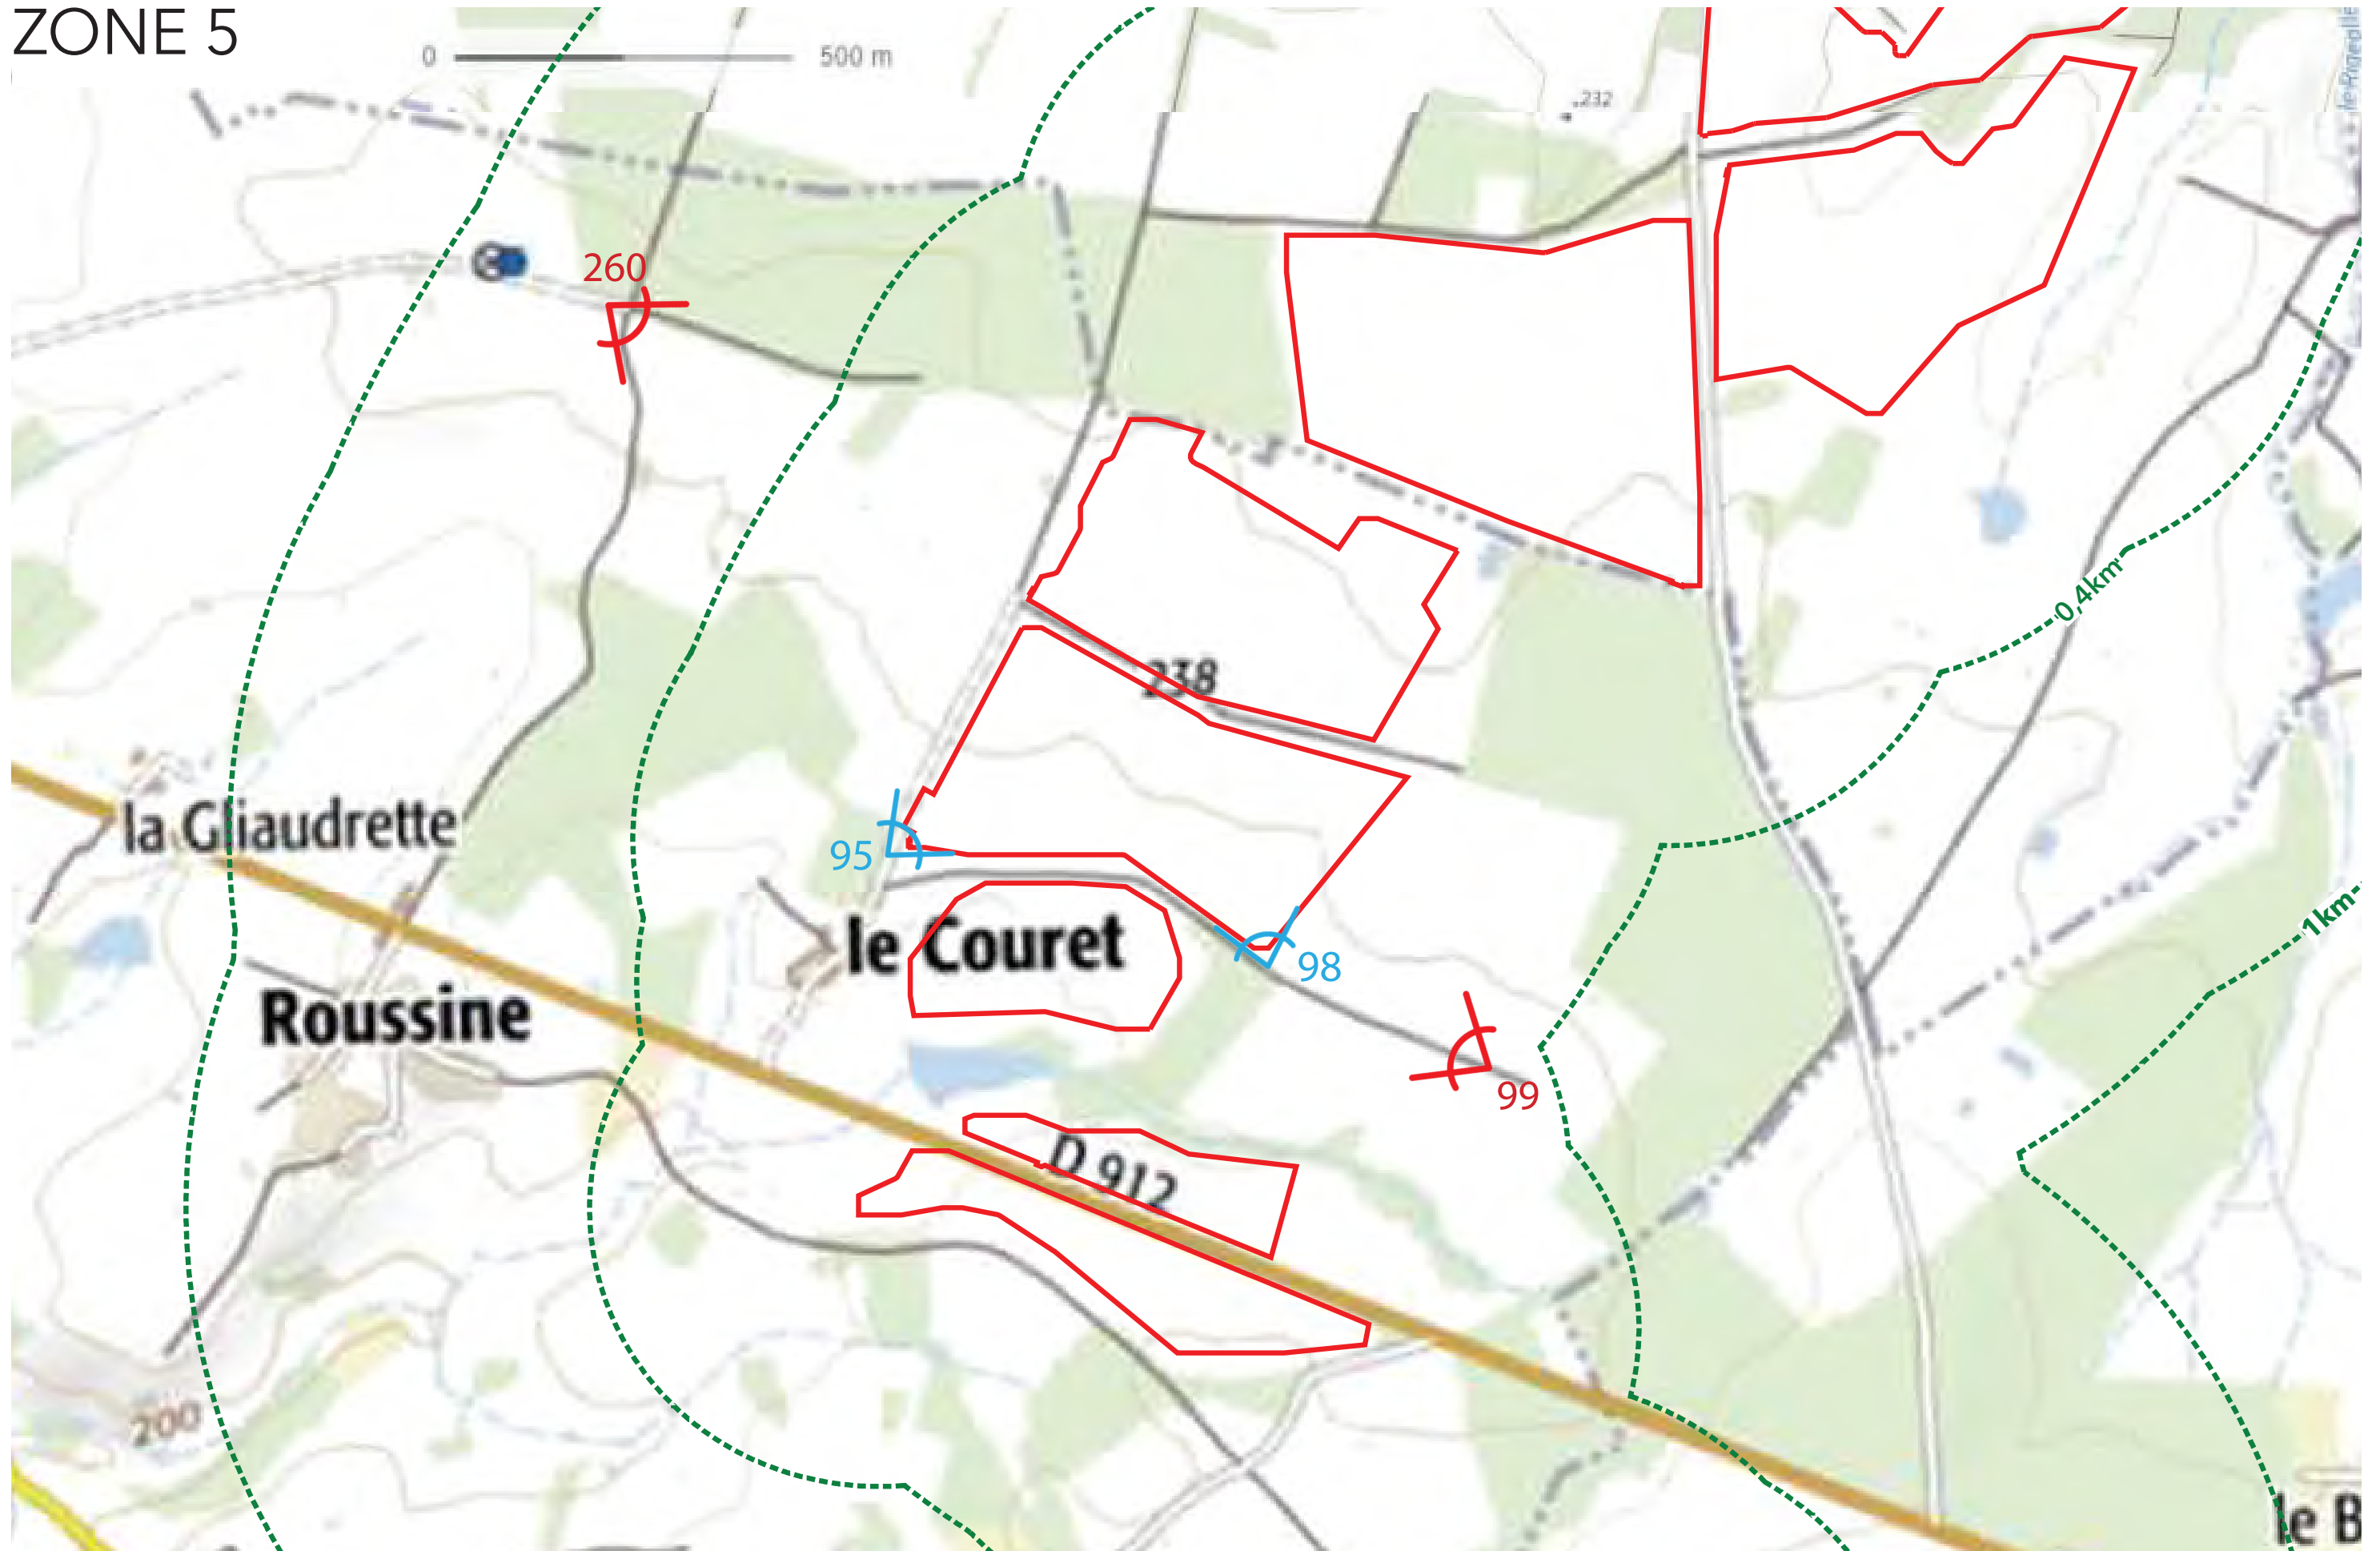 ZONE 5
0 500 m
232
260
0,4km
238
la Gliaudrette
95
1km
le Couret
98
Roussine
99
D 912
200
le B